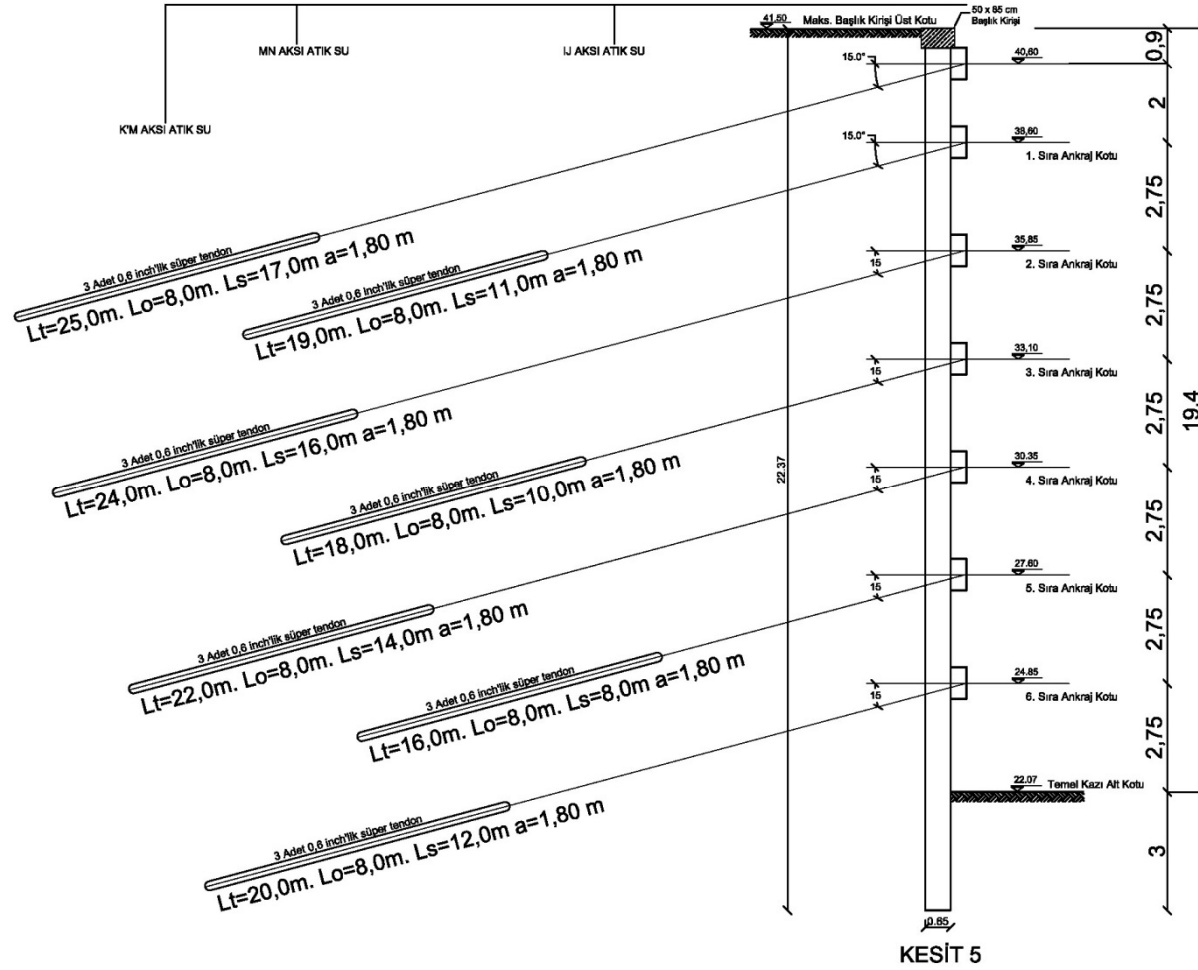 41.50
Maks. Başlık Kirişi Üst Kotu
50 x 65 cm
Başlık Kirişi
MN AKSI ATIK SU
IJ AKSI ATIK SU
K'M AKSI ATIK SU
15.0°
40,60
0,9
2
15.0°
38,60
1. Sıra Ankraj Kotu
2,75
3 Adet 0,6 inch'lik süper tendon
Lt=25,0m. Lo=8,0m. Ls=17,0m a=1,80 m
3 Adet 0,6 inch'lik süper tendon
Lt=19,0m. Lo=8,0m. Ls=11,0m a=1,80 m
15
35,85
2. Sıra Ankraj Kotu
2,75
15
33,10
3. Sıra Ankraj Kotu
2,75
19.4
3 Adet 0,6 inch'lik süper tendon
Lt=24,0m. Lo=8,0m. Ls=16,0m a=1,80 m
3 Adet 0,6 inch'lik süper tendon
Lt=18,0m. Lo=8,0m. Ls=10,0m a=1,80 m
22.37
15
30.35
4. Sıra Ankraj Kotu
2,75
15
27.60
5. Sıra Ankraj Kotu
2,75
3 Adet 0,6 inch'lik süper tendon
Lt=22,0m. Lo=8,0m. Ls=14,0m a=1,80 m
3 Adet 0,6 inch'lik süper tendon
Lt=16,0m. Lo=8,0m. Ls=8,0m a=1,80 m
15
24.85
6. Sıra Ankraj Kotu
2,75
22.07
Temel Kazı Alt Kotu
3 Adet 0,6 inch'lik süper tendon
Lt=20,0m. Lo=8,0m. Ls=12,0m a=1,80 m
3
0.65
KESİT 5